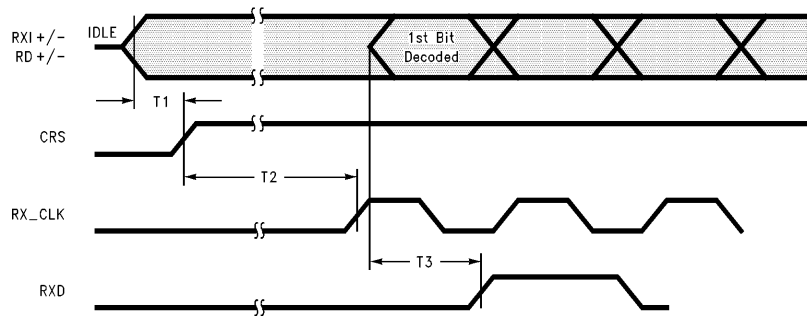 RXI +/-
RD +/-
IDLE
1st Bit
Decoded
T1
CRS
T2
RX_CLK
T3
RXD